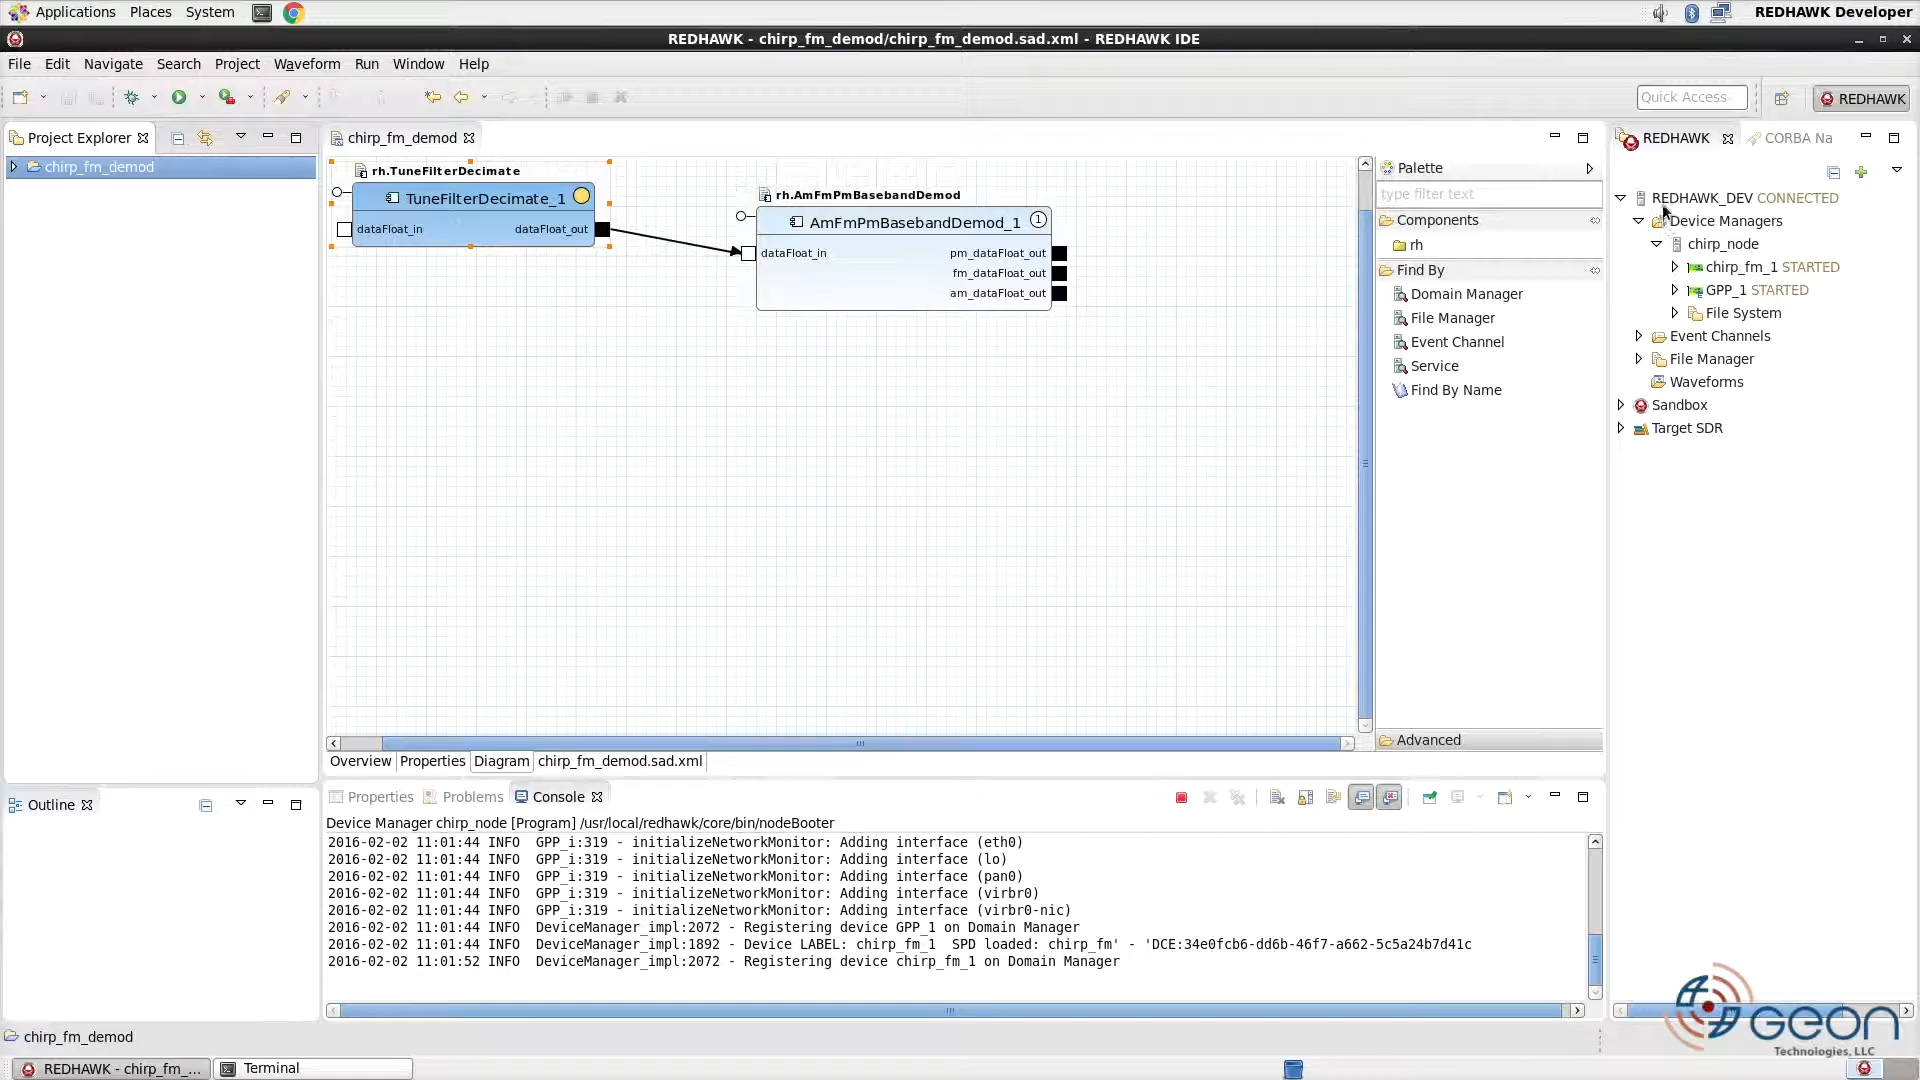 Applications Places System REDHAWK Developer
REDHAWK - chirp_fm_demod/chirp_fm_demod.sad.xml - REDHAWK IDE
File Edit Navigate Search Project Waveform Run Window Help
Quick Access REDHAWK
Project Explorer
chirp_fm_demod
chirp_fm_demod
rh.TuneFilterDecimate
TuneFilterDecimate_1
dataFloat_in dataFloat_out
rh.AmFmPmBasebandDemod
AmFmPmBasebandDemod_1 1
dataFloat_in pm_dataFloat_out
fm_dataFloat_out
am_dataFloat_out
Palette
type filter text
Components
rh
Find By
Domain Manager
File Manager
Event Channel
Service
Find By Name
Advanced
REDHAWK CORBA Na
REDHAWK_DEV CONNECTED
Device Managers
chirp_node
chirp_fm_1 STARTED
GPP_1 STARTED
File System
Event Channels
File Manager
Waveforms
Sandbox
Target SDR
Overview Properties Diagram chirp_fm_demod.sad.xml
Outline
Properties Problems Console
Device Manager chirp_node [Program] /usr/local/redhawk/core/bin/nodeBooter
2016-02-02 11:01:44 INFO GPP_i:319 - initializeNetworkMonitor: Adding interface (eth0)
2016-02-02 11:01:44 INFO GPP_i:319 - initializeNetworkMonitor: Adding interface (lo)
2016-02-02 11:01:44 INFO GPP_i:319 - initializeNetworkMonitor: Adding interface (pan0)
2016-02-02 11:01:44 INFO GPP_i:319 - initializeNetworkMonitor: Adding interface (virbr0)
2016-02-02 11:01:44 INFO GPP_i:319 - initializeNetworkMonitor: Adding interface (virbr0-nic)
2016-02-02 11:01:44 INFO DeviceManager_impl:2072 - Registering device GPP_1 on Domain Manager
2016-02-02 11:01:44 INFO DeviceManager_impl:1892 - Device LABEL: chirp_fm_1 SPD loaded: chirp_fm' - 'DCE:34e0fcb6-dd6b-46f7-a662-5c5a24b7d41c
2016-02-02 11:01:52 INFO DeviceManager_impl:2072 - Registering device chirp_fm_1 on Domain Manager
chirp_fm_demod
GEON
Technologies, LLC
REDHAWK - chirp_fm_... Terminal